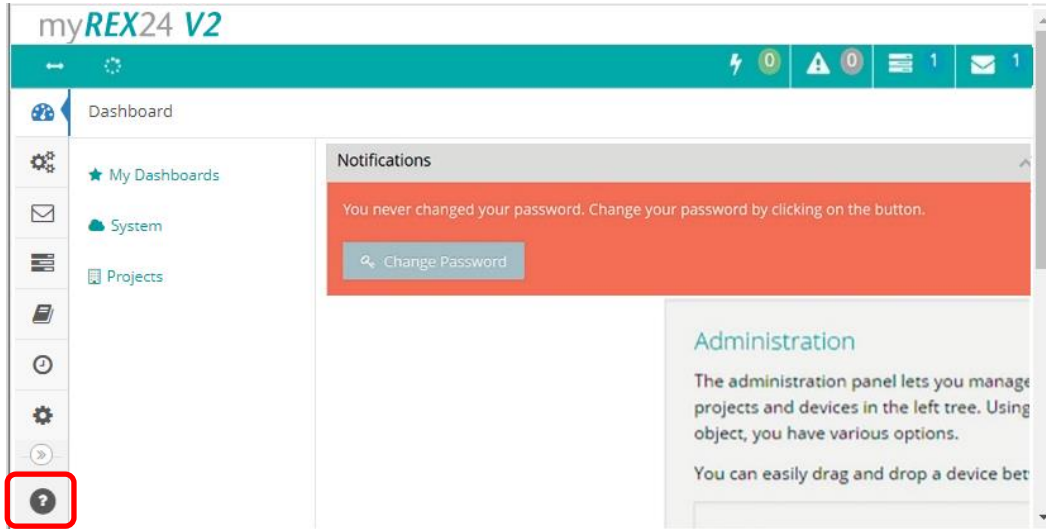 myREX24 V2
0 0 1 1
Dashboard
My Dashboards
System
Projects
Notifications
You never changed your password. Change your password by clicking on the button.
Change Password
Administration
The administration panel lets you manage
projects and devices in the left tree. Using
object, you have various options.
You can easily drag and drop a device bet
?